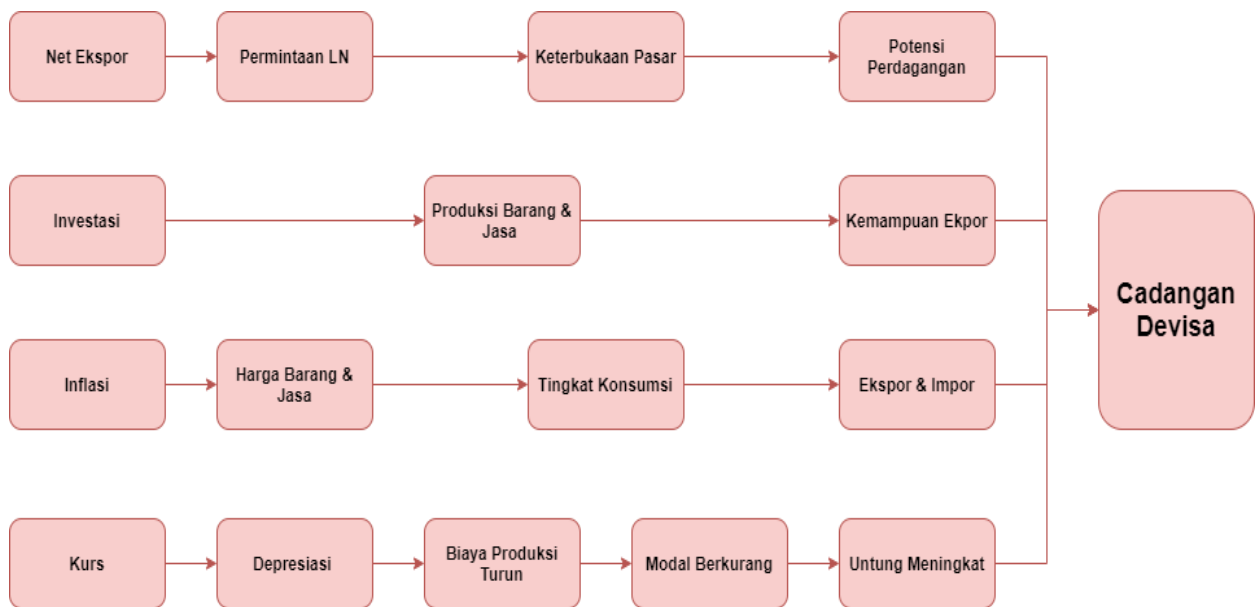 Net Ekspor
Permintaan LN
Keterbukaan Pasar
Potensi
Perdagangan
Investasi
Produksi Barang &
Jasa
Kemampuan Ekpor
Inflasi
Harga Barang &
Jasa
Tingkat Konsumsi
Ekspor & Impor
Kurs
Depresiasi
Biaya Produksi
Turun
Modal Berkurang
Untung Meningkat
Cadangan
Devisa